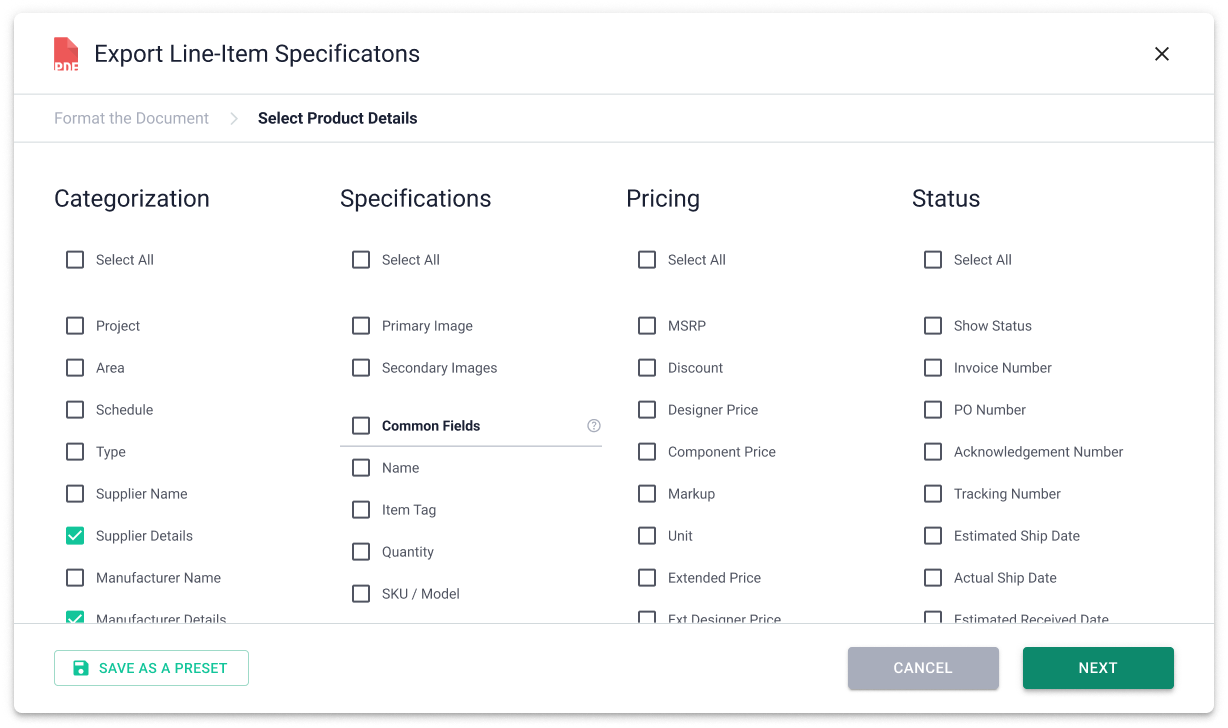 PDF
Export Line-Item Specificatons
Format the Document
Select Product Details
Categorization
Select All
Project
Area
Schedule
Type
Supplier Name
Supplier Details
Manufacturer Name
Manufacturer Details
Specifications
Select All
Primary Image
Secondary Images
Common Fields ?
Name
Item Tag
Quantity
SKU / Model
Pricing
Select All
MSRP
Discount
Designer Price
Component Price
Markup
Unit
Extended Price
Ext Designer Price
Status
Select All
Show Status
Invoice Number
PO Number
Acknowledgement Number
Tracking Number
Estimated Ship Date
Actual Ship Date
Estimated Received Date
SAVE AS A PRESET
CANCEL
NEXT